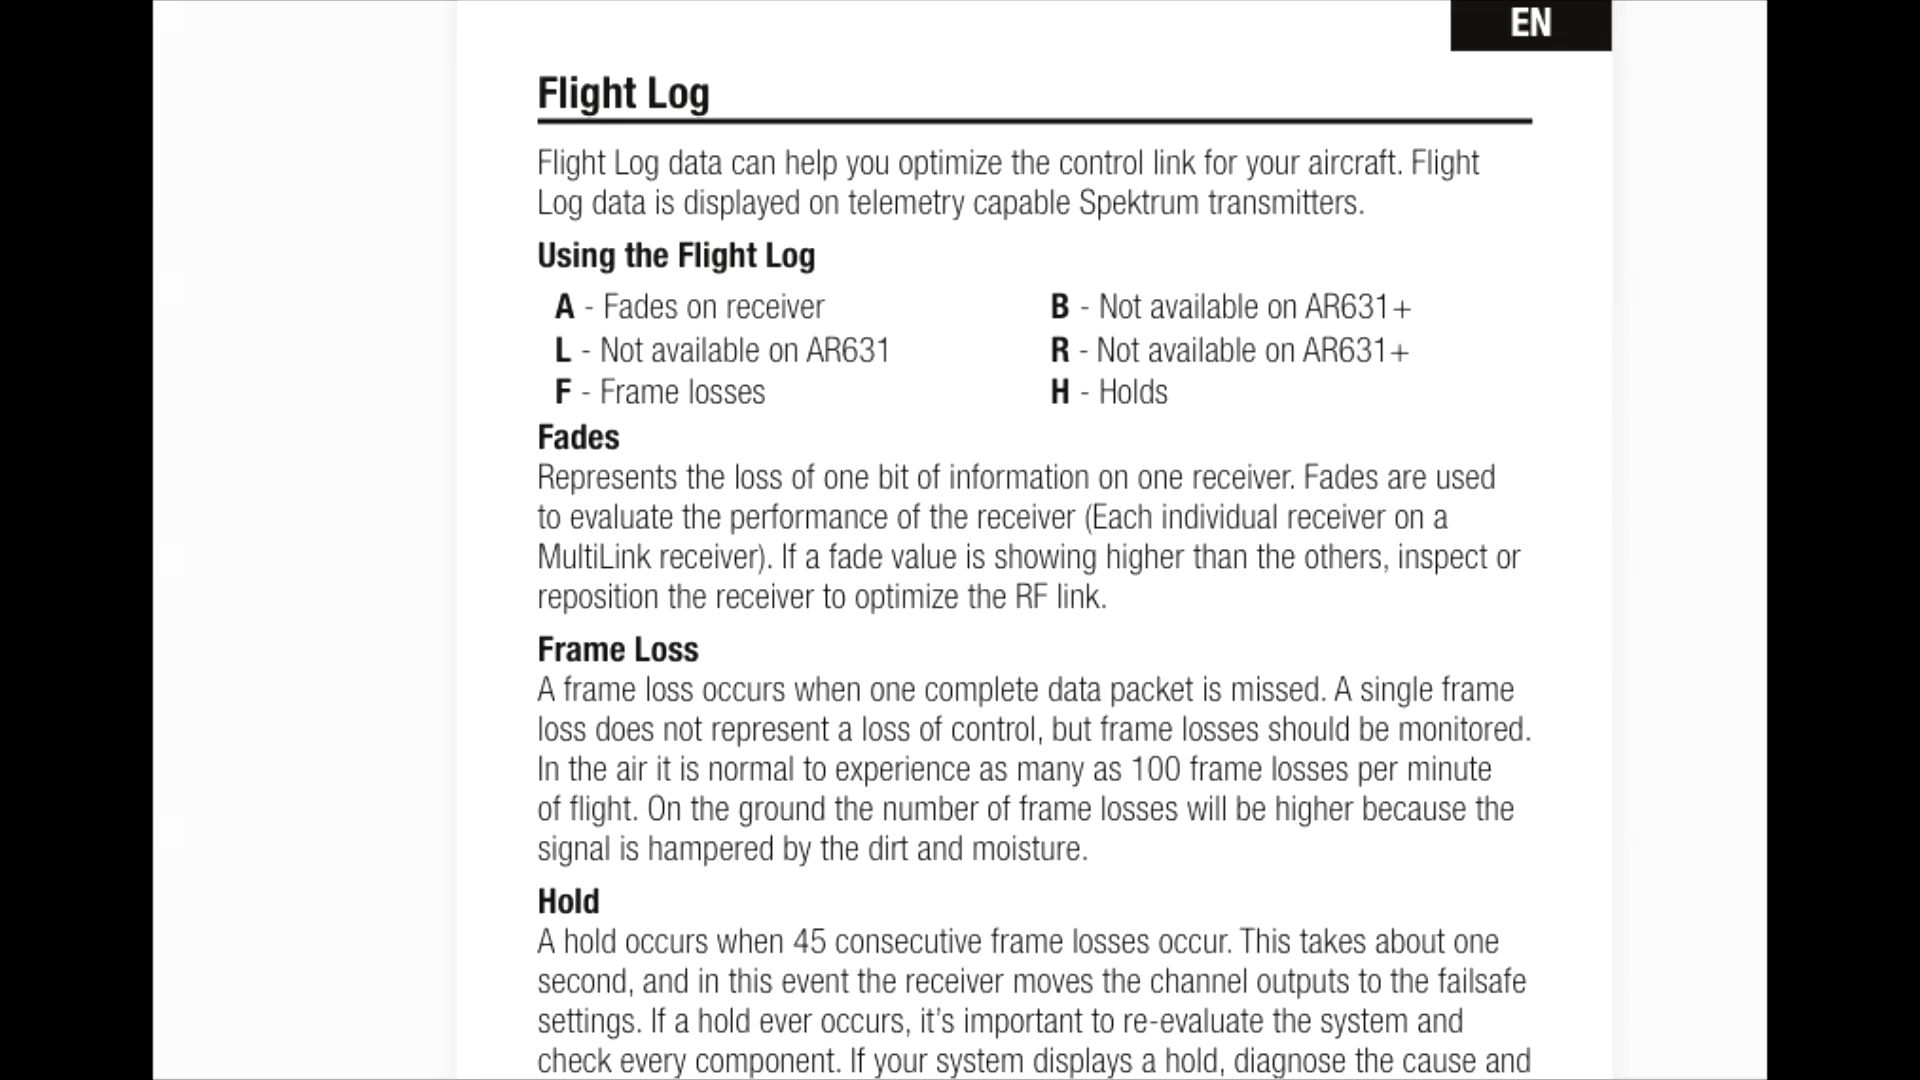 EN
Flight Log
Flight Log data can help you optimize the control link for your aircraft. Flight
Log data is displayed on telemetry capable Spektrum transmitters.
Using the Flight Log
A - Fades on receiver
B - Not available on AR631+
L - Not available on AR631
R - Not available on AR631+
F - Frame losses
H - Holds
Fades
Represents the loss of one bit of information on one receiver. Fades are used
to evaluate the performance of the receiver (Each individual receiver on a
MultiLink receiver). If a fade value is showing higher than the others, inspect or
reposition the receiver to optimize the RF link.
Frame Loss
A frame loss occurs when one complete data packet is missed. A single frame
loss does not represent a loss of control, but frame losses should be monitored.
In the air it is normal to experience as many as 100 frame losses per minute
of flight. On the ground the number of frame losses will be higher because the
signal is hampered by the dirt and moisture.
Hold
A hold occurs when 45 consecutive frame losses occur. This takes about one
second, and in this event the receiver moves the channel outputs to the failsafe
settings. If a hold ever occurs, it's important to re-evaluate the system and
check every component. If your system displays a hold, diagnose the cause and